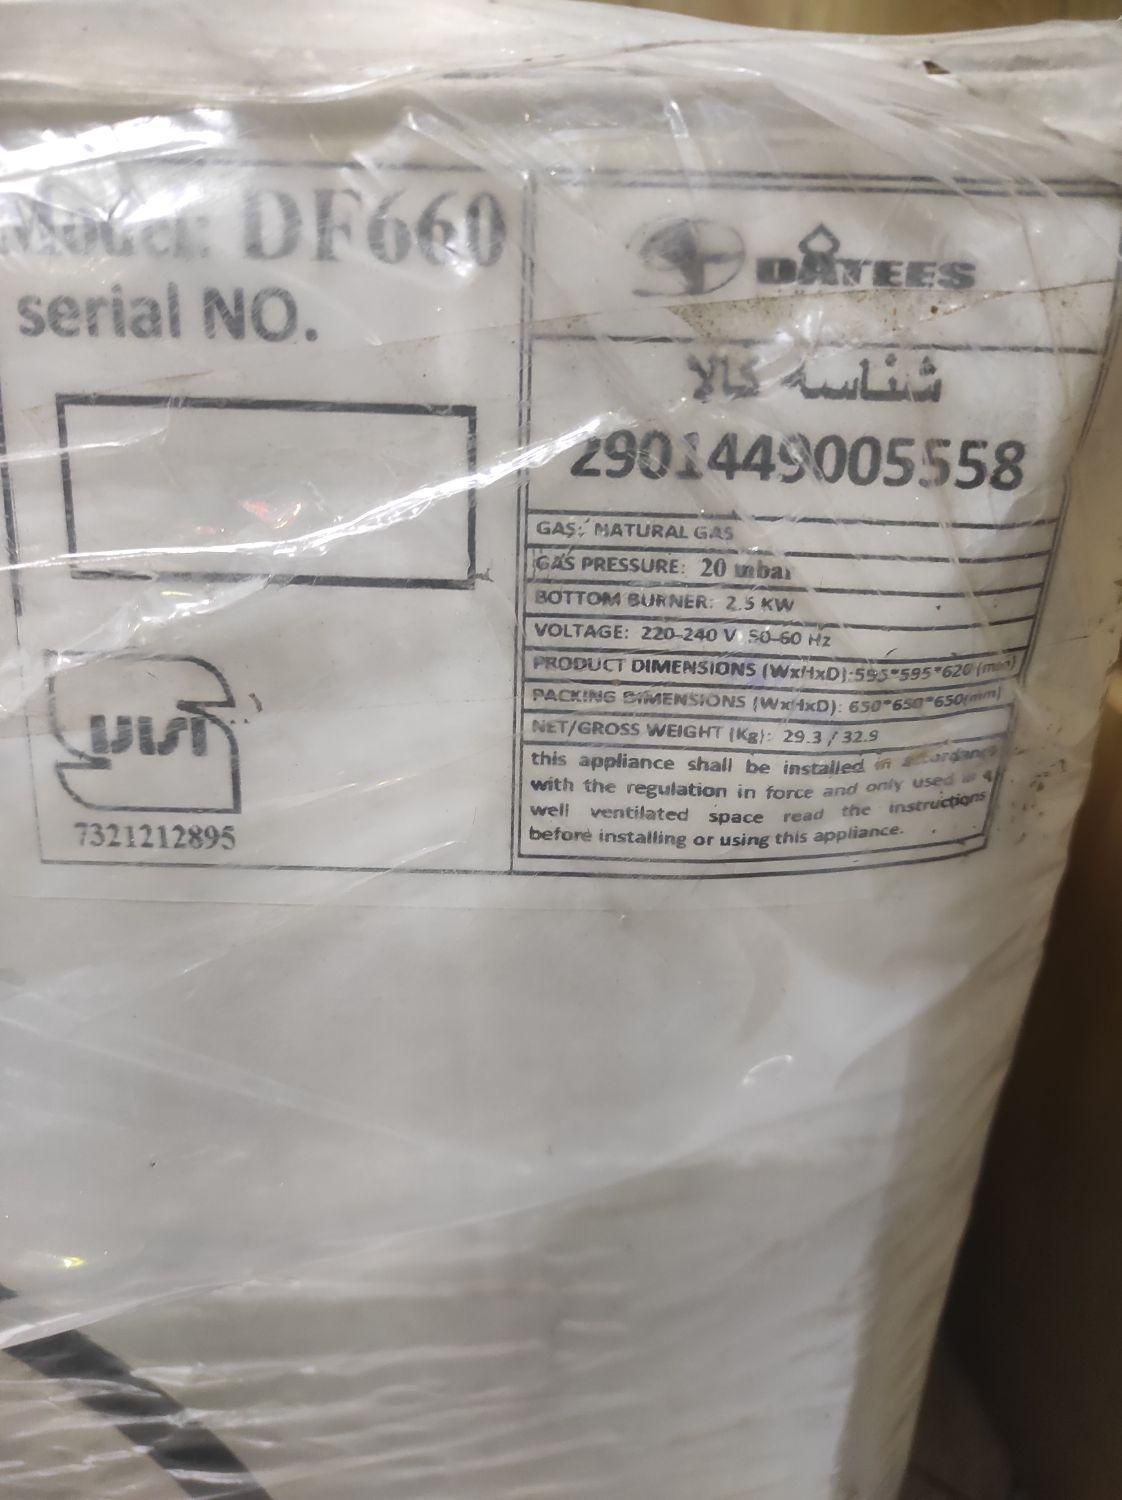 Model: DF660
serial NO.
DATEES
شناسه کالا
2901449005558
GAS: NATURAL GAS
GAS PRESSURE: 20 mbar
BOTTOM BURNER: 2.5 KW
VOLTAGE: 220-240 V 50-60 Hz
PRODUCT DIMENSIONS (WxHxD):595*595*620 (mm)
PACKING DIMENSIONS (WxHxD): 650*650*650(mm)
NET/GROSS WEIGHT (Kg): 29.3 / 32.9
this appliance shall be installed in accordance
with the regulation in force and only used in a
well ventilated space read the instructions
before installing or using this appliance.
7321212895